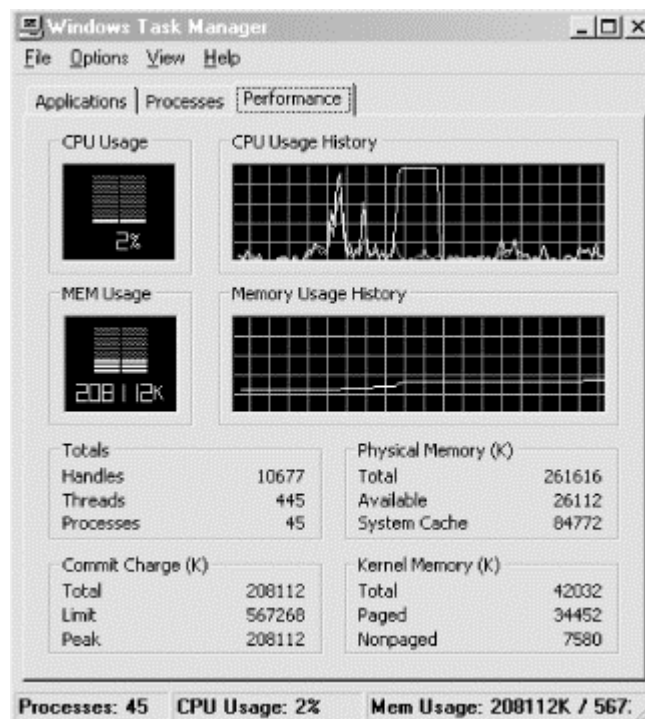 Windows Task Manager
File Options View Help
Applications Processes Performance
CPU Usage CPU Usage History
2%
MEM Usage Memory Usage History
208112K
Totals Physical Memory (K)
Handles 10677 Total 261616
Threads 445 Available 26112
Processes 45 System Cache 84772
Commit Charge (K) Kernel Memory (K)
Total 208112 Total 42032
Limit 567268 Paged 34452
Peak 208112 Nonpaged 7580
Processes: 45 CPU Usage: 2% Mem Usage: 208112K / 567: